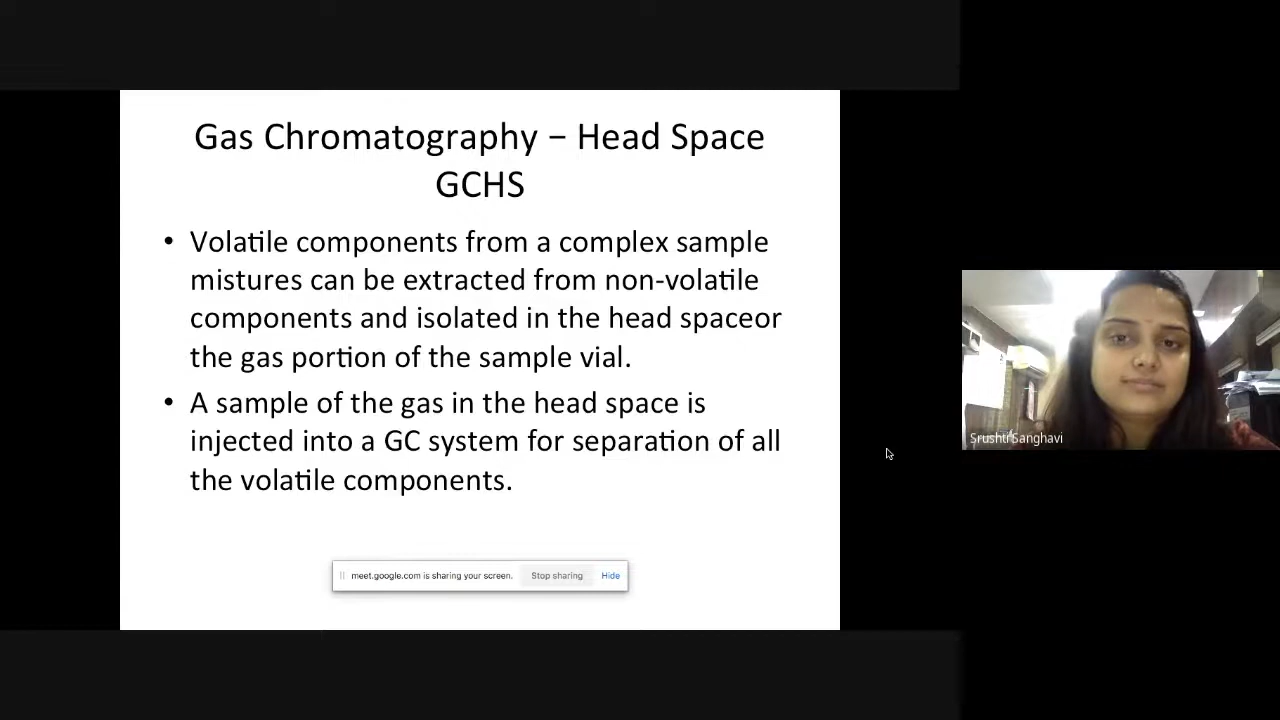 Gas Chromatography – Head Space
GCHS
• Volatile components from a complex sample
mistures can be extracted from non-volatile
components and isolated in the head spaceor
the gas portion of the sample vial.
• A sample of the gas in the head space is
injected into a GC system for separation of all
the volatile components.
meet.google.com is sharing your screen. Stop sharing Hide
Srushti Sanghavi